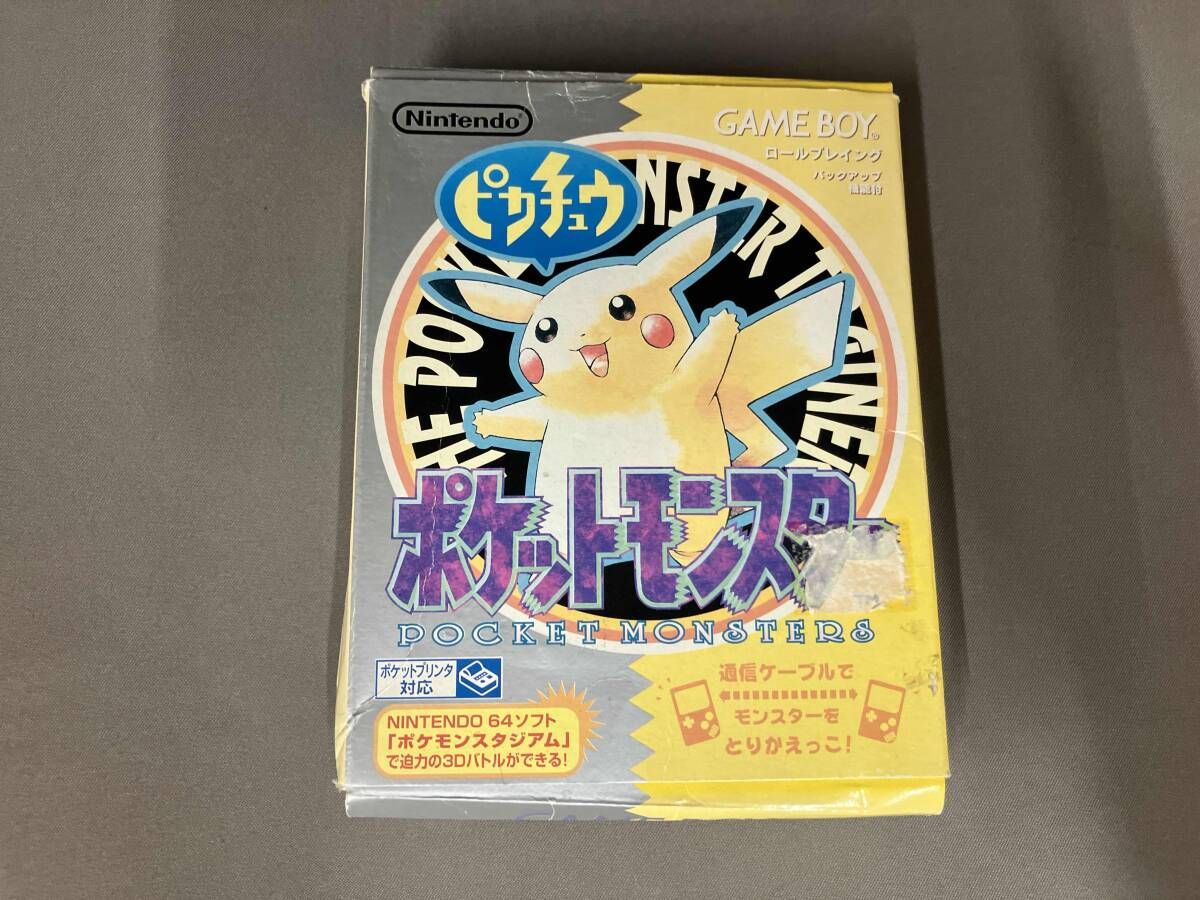 Nintendo
GAME BOY
ロールプレイング
バックアップ
機能付
ピカチュウ
ポケットモンスター
POCKET MONSTERS
ポケットプリンタ
対応
NINTENDO 64ソフト
「ポケモンスタジアム」
で迫力の3Dバトルができる!
通信ケーブルで
モンスターを
とりかえっこ!